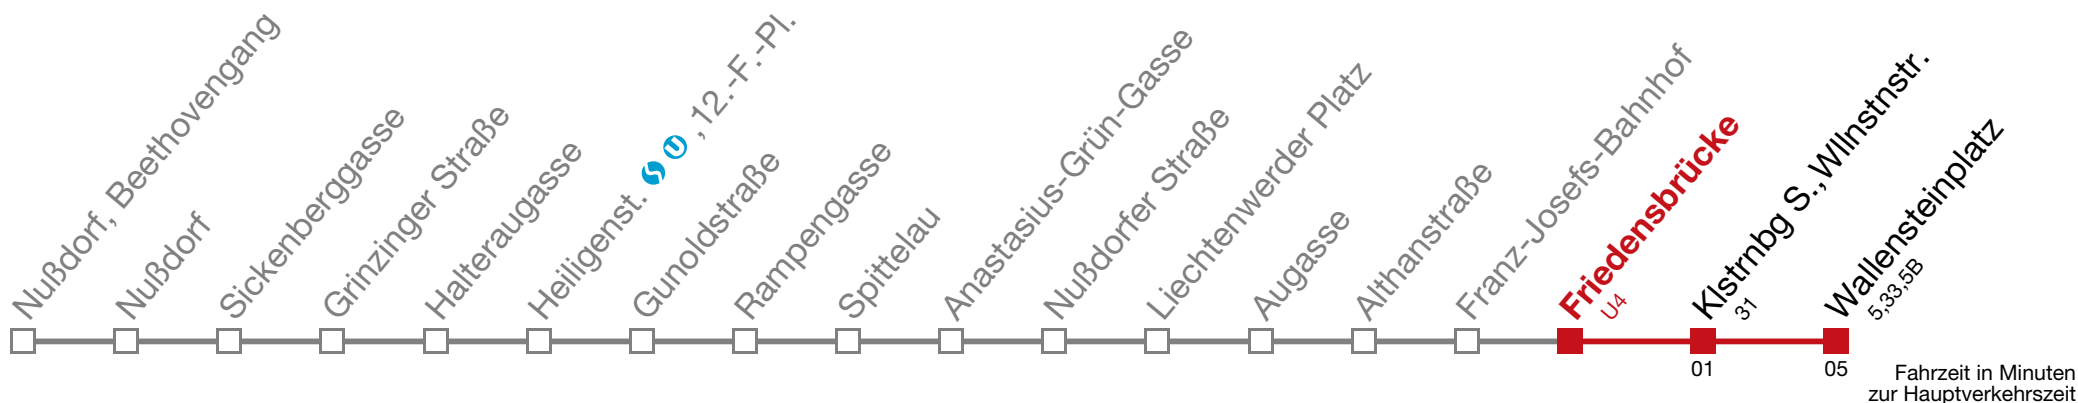 Nußdorf, Beethovengang
Nußdorf
Sickenberggasse
Grinzinger Straße
Halteraugasse
Heiligenst. S U , 12.-F.-Pl.
Gunoldstraße
Rampengasse
Spittelau
Anastasius-Grün-Gasse
Nußdorfer Straße
Liechtenwerder Platz
Augasse
Althanstraße
Franz-Josefs-Bahnhof
Friedensbrücke
U4
Klstrnbg S.,Wllnstnstr.
31
Wallensteinplatz
5,33,5B
01
05
Fahrzeit in Minuten
zur Hauptverkehrszeit